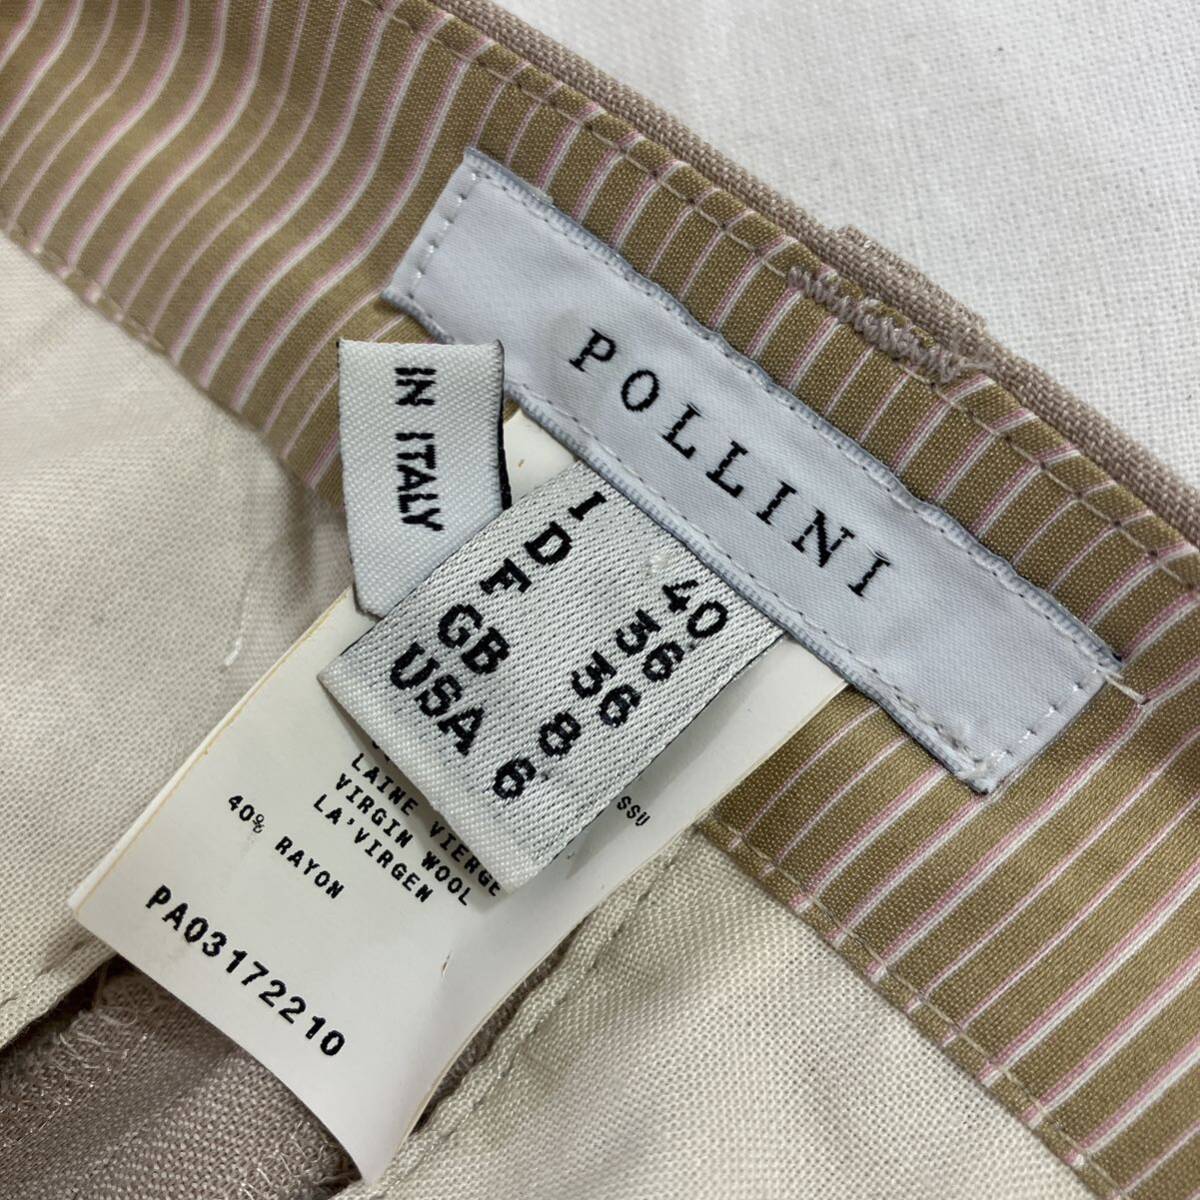 POLLINI
IN ITALY
I 40
D 36
F 36
GB 8
USA 6
SSU
LAINE VIERGE
VIRGIN WOOL
LA'VIRGEN
40% RAYON
PA03172210